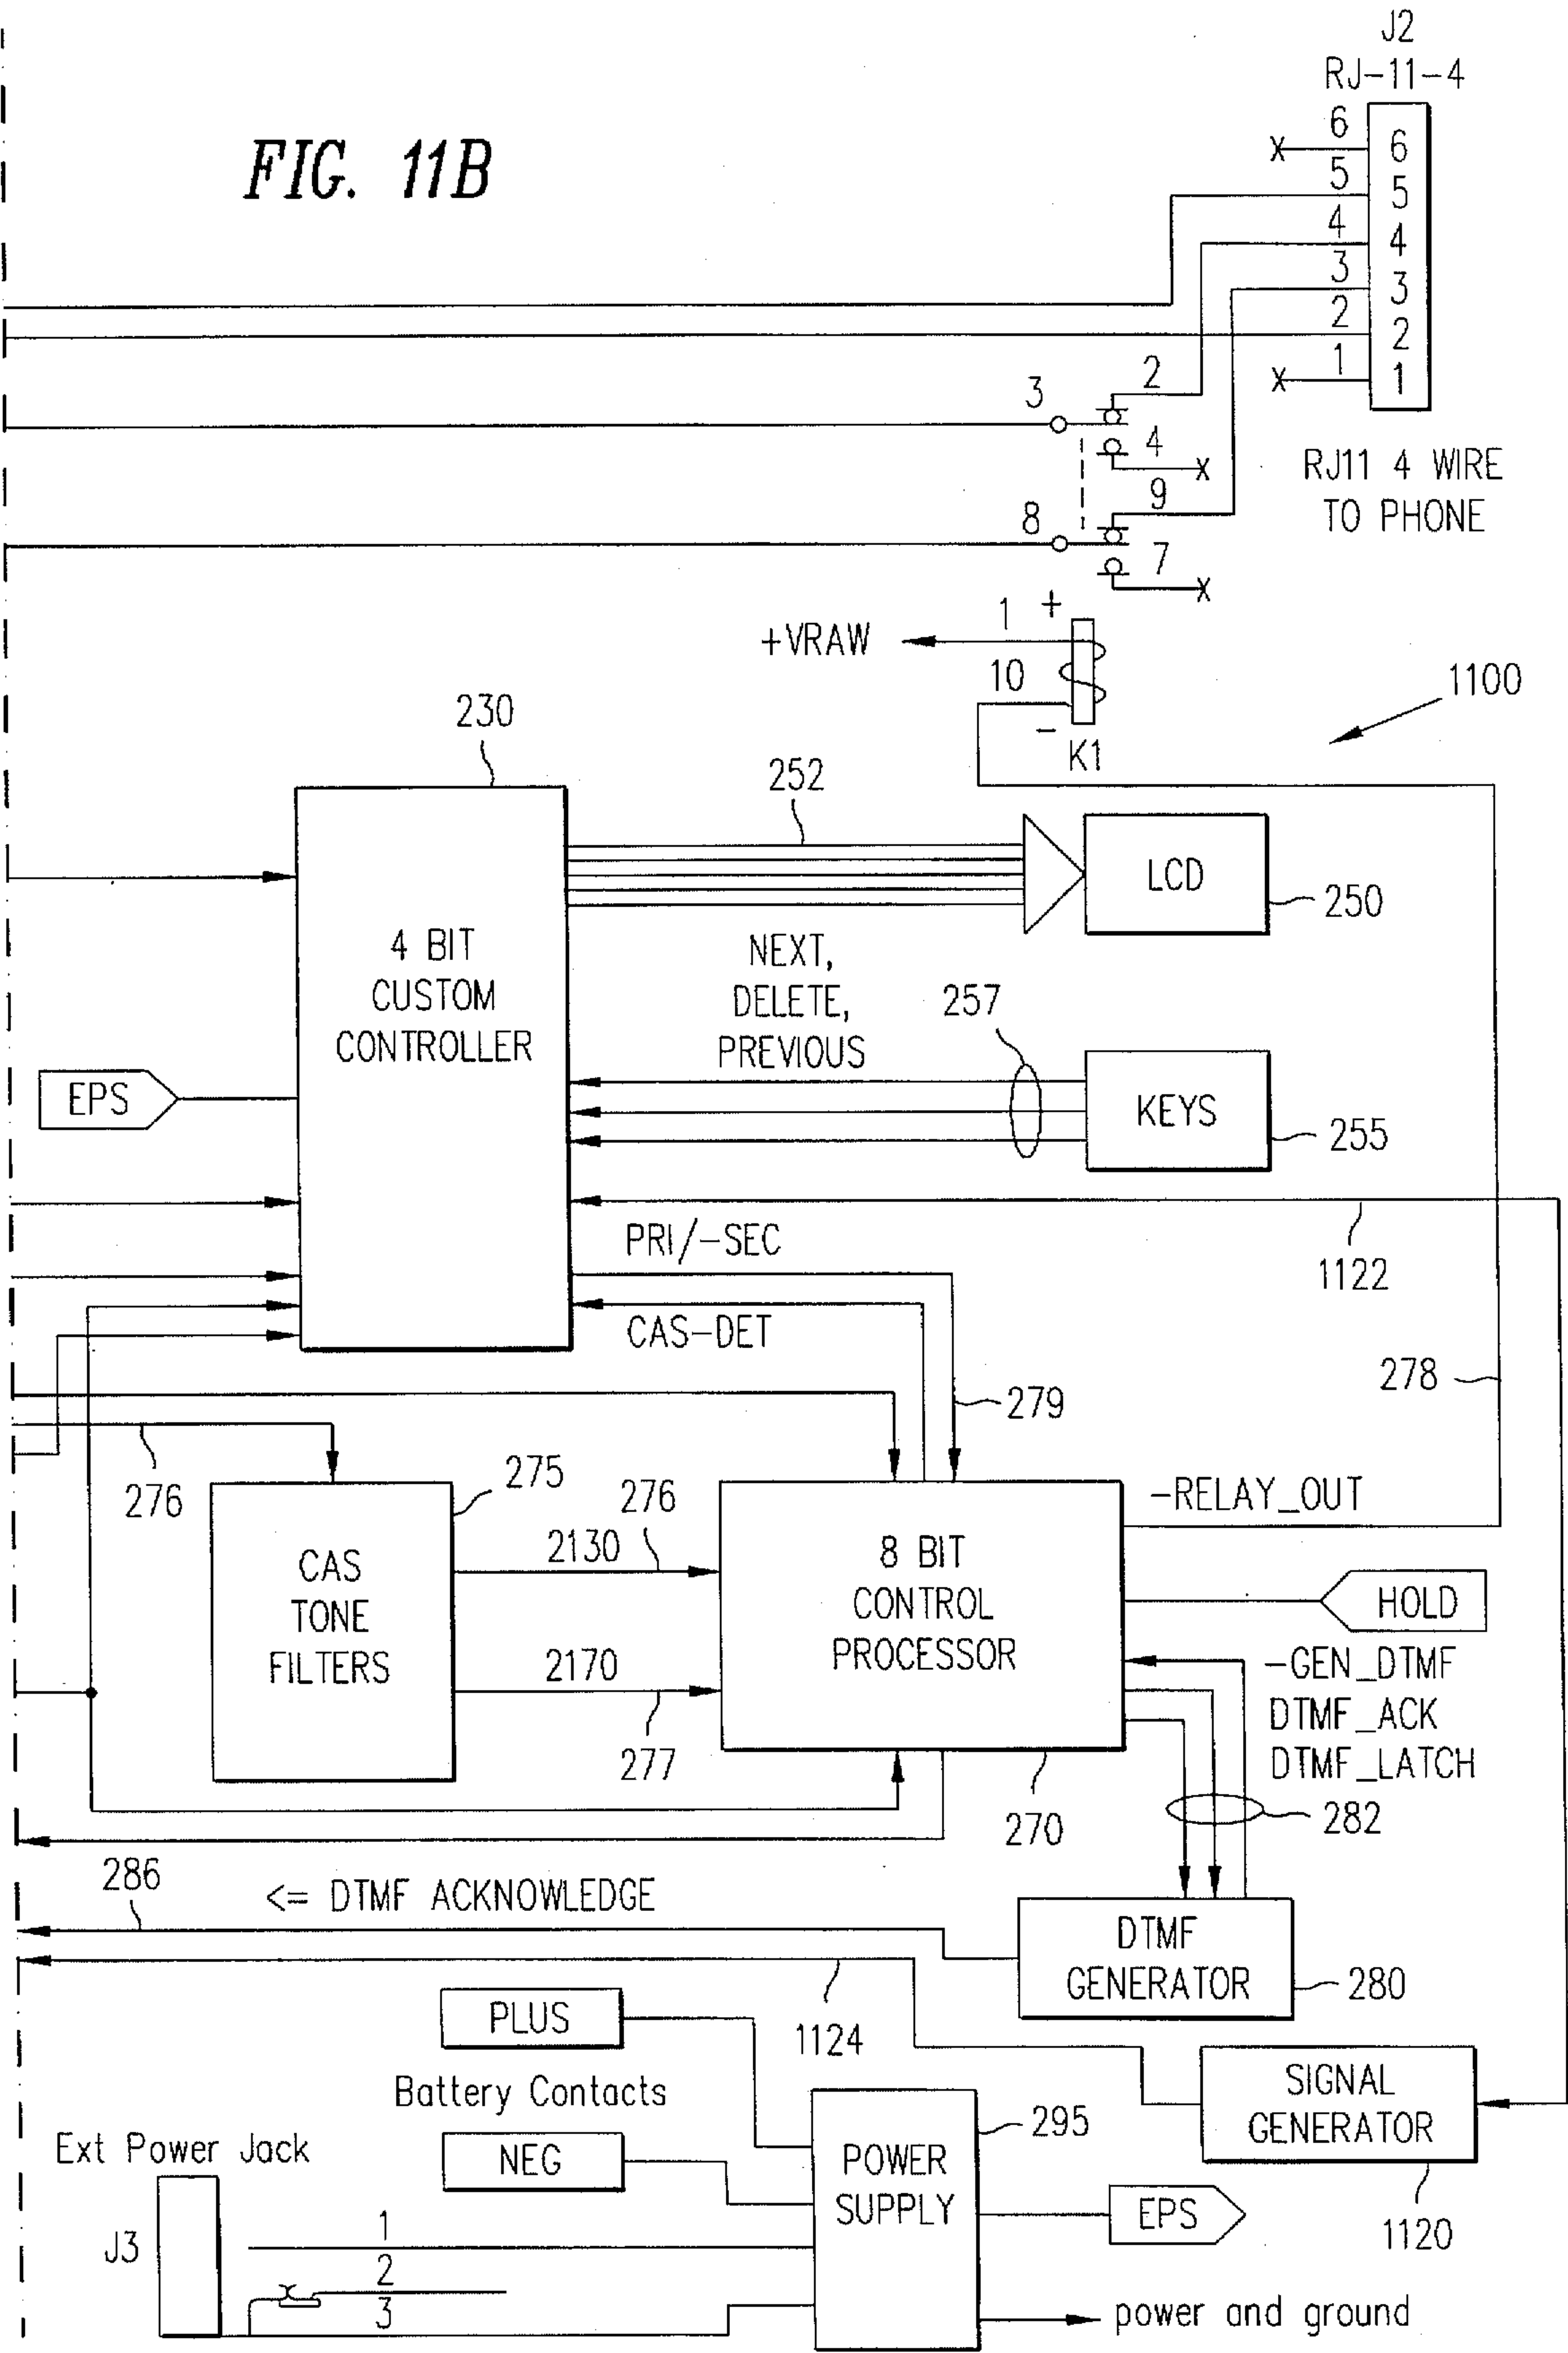 J2
RJ-11-4
FIG. 11B
6 6
5 5
4 4
3 3
2 2
1 1
3 2
4
RJ11 4 WIRE
TO PHONE
9
8
7
+VRAW 1 +
10
-
K1
1100
230
252
LCD
250
4 BIT
CUSTOM
CONTROLLER
NEXT,
DELETE,
PREVIOUS
257
EPS
KEYS
255
PRI/-SEC
1122
CAS-DET
278
279
276
275
276
-RELAY_OUT
CAS
TONE
FILTERS
2130
2170
277
8 BIT
CONTROL
PROCESSOR
HOLD
-GEN_DTMF
DTMF_ACK
DTMF_LATCH
270
282
286
<= DTMF ACKNOWLEDGE
DTMF
GENERATOR
280
PLUS
1124
Battery Contacts
SIGNAL
GENERATOR
295
Ext Power Jack
NEG
POWER
SUPPLY
EPS
1120
J3
1
2
3
power and ground